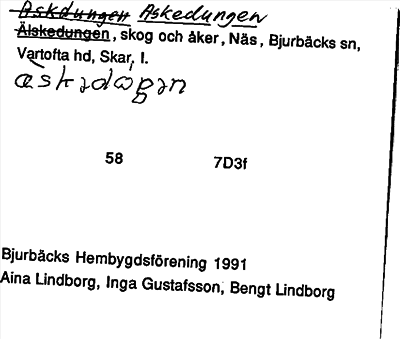 Askdungen Askedungen
Älskedungen, skog och åker, Näs, Bjurbäcks sn,
Vartofta hd, Skar. l.
58 7D3f
Bjurbäcks Hembygdsförening 1991
Aina Lindborg, Inga Gustafsson, Bengt Lindborg